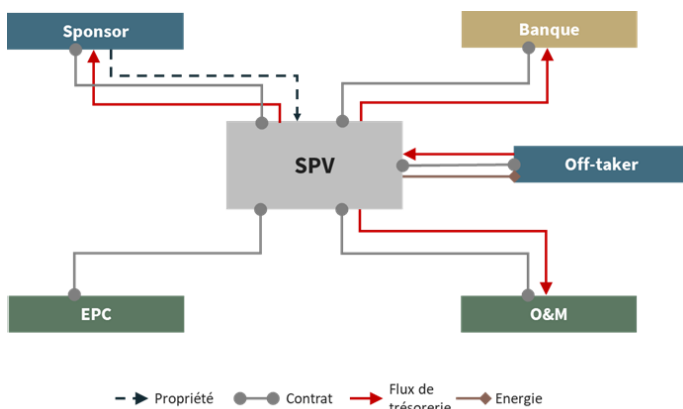 Sponsor
Banque
SPV
Off-taker
EPC
O&M
Propriété
Contrat
Flux de
trésorerie
Energie